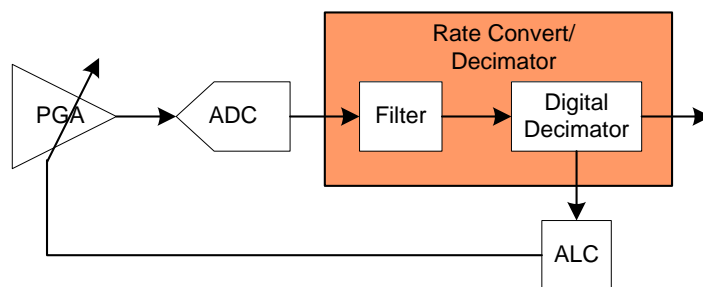 Rate Convert/
Decimator
PGA
ADC
Filter
Digital
Decimator
ALC